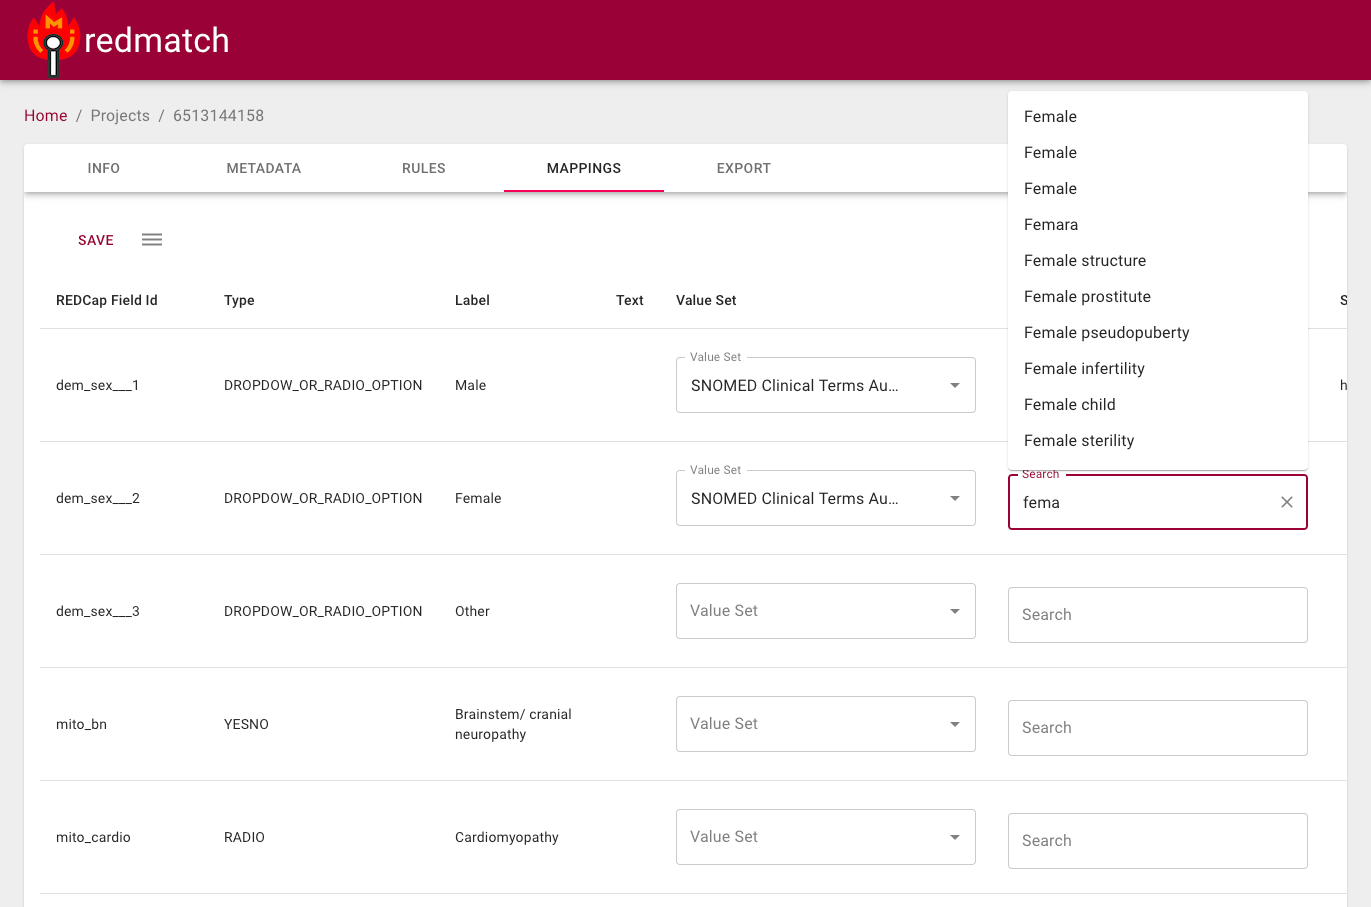 redmatch
Home / Projects / 6513144158
INFO METADATA RULES MAPPINGS EXPORT
SAVE
REDCap Field Id Type Label Text Value Set S
Female
Female
Female
Femara
Female structure
Female prostitute
Female pseudopuberty
Female infertility
Female child
Female sterility
Value Set
dem_sex___1 DROPDOW_OR_RADIO_OPTION Male SNOMED Clinical Terms Au... h
Value Set Search
dem_sex___2 DROPDOW_OR_RADIO_OPTION Female SNOMED Clinical Terms Au... fema
dem_sex___3 DROPDOW_OR_RADIO_OPTION Other Value Set Search
mito_bn YESNO Brainstem/ cranial
neuropathy Value Set Search
mito_cardio RADIO Cardiomyopathy Value Set Search